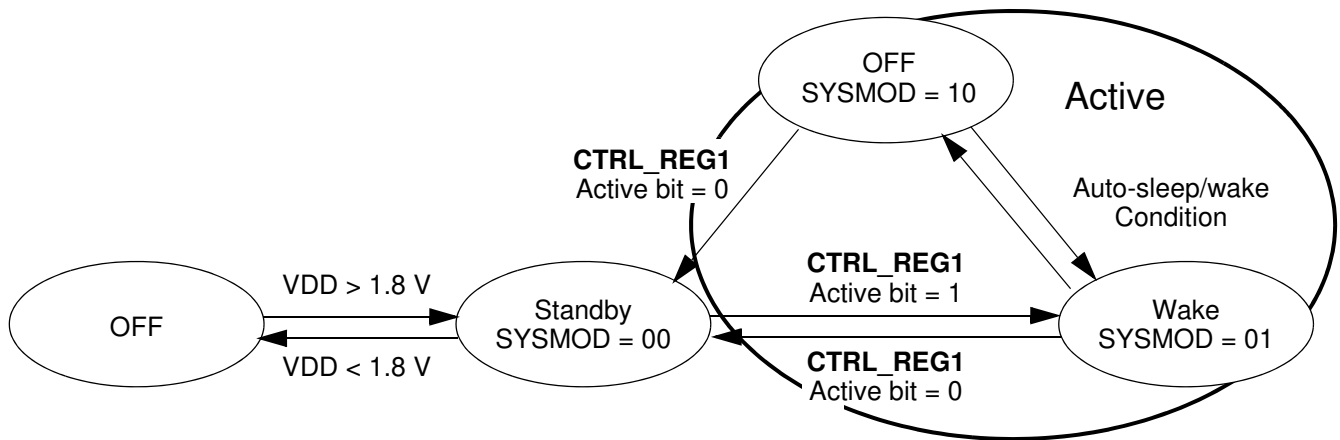 OFF
SYSMOD = 10
Active
CTRL_REG1
Active bit = 0
Auto-sleep/wake
Condition
VDD > 1.8 V
CTRL_REG1
Active bit = 1
OFF
Standby
SYSMOD = 00
Wake
SYSMOD = 01
VDD < 1.8 V
CTRL_REG1
Active bit = 0